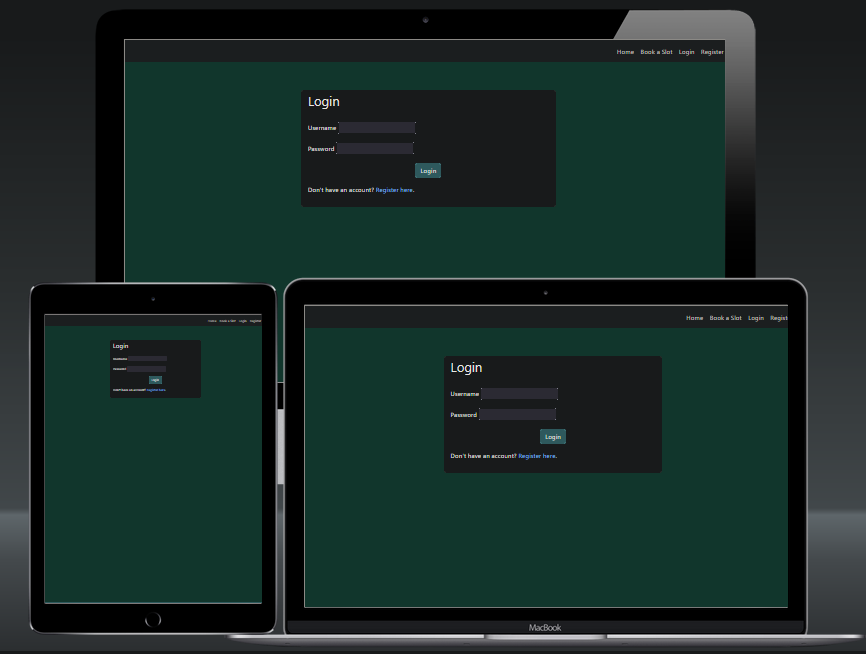 Home Book a Slot Login Register
Login
Username
Password
Login
Don't have an account? Register here.
Home Book a Slot Login Register
Login
Username
Password
Login
Don't have an account? Register here.
Home Book a Slot Login Regist
Login
Username
Password
Login
Don't have an account? Register here.
MacBook